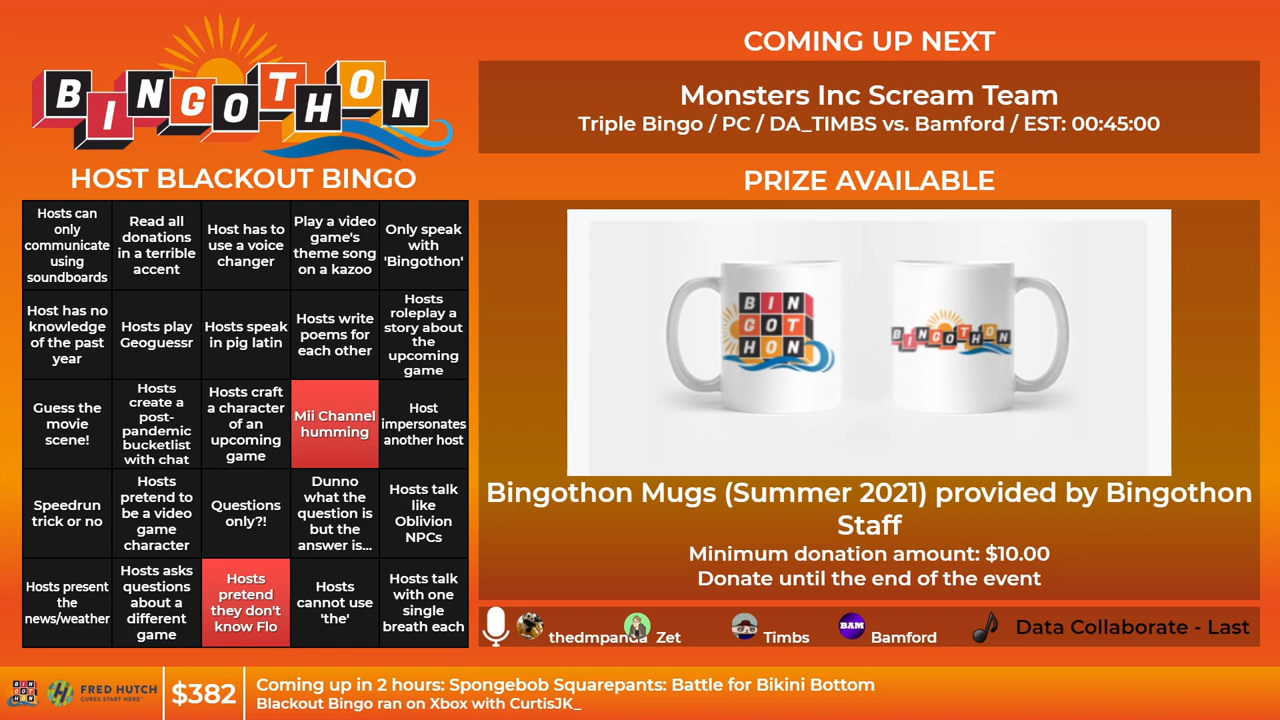 BINGOTHON
HOST BLACKOUT BINGO
Hosts can
only
communicate
using
soundboards
Read all
donations
in a terrible
accent
Host has to
use a voice
changer
Play a video
game's
theme song
on a kazoo
Only speak
with
'Bingothon'
Host has no
knowledge
of the past
year
Hosts play
Geoguessr
Hosts speak
in pig latin
Hosts write
poems for
each other
Hosts
roleplay a
story about
the
upcoming
game
Guess the
movie
scene!
Hosts
create a
post-
pandemic
bucketlist
with chat
Hosts craft
a character
of an
upcoming
game
Mii Channel
humming
Host
impersonates
another host
Speedrun
trick or no
Hosts
pretend to
be a video
game
character
Questions
only?!
Dunno
what the
question is
but the
answer is...
Hosts talk
like
Oblivion
NPCs
Hosts present
the
news/weather
Hosts asks
questions
about a
different
game
Hosts
pretend
they don't
know Flo
Hosts
cannot use
'the'
Hosts talk
with one
single
breath each
COMING UP NEXT
Monsters Inc Scream Team
Triple Bingo / PC / DA_TIMBS vs. Bamford / EST: 00:45:00
PRIZE AVAILABLE
BIN
GOT
HON
BINGOTHON
Bingothon Mugs (Summer 2021) provided by Bingothon
Staff
Minimum donation amount: $10.00
Donate until the end of the event
thedmpanda Zet Timbs BAM Bamford Data Collaborate - Last
BIN
GOT
HON
FRED HUTCH
CURES START HERE
$382
Coming up in 2 hours: Spongebob Squarepants: Battle for Bikini Bottom
Blackout Bingo ran on Xbox with CurtisJK_